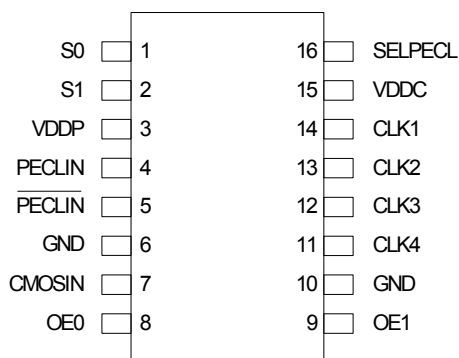 S0 1 16 SELPECL
S1 2 15 VDDC
VDDP 3 14 CLK1
PECLIN 4 13 CLK2
PECLIN 5 12 CLK3
GND 6 11 CLK4
CMOSIN 7 10 GND
OE0 8 9 OE1